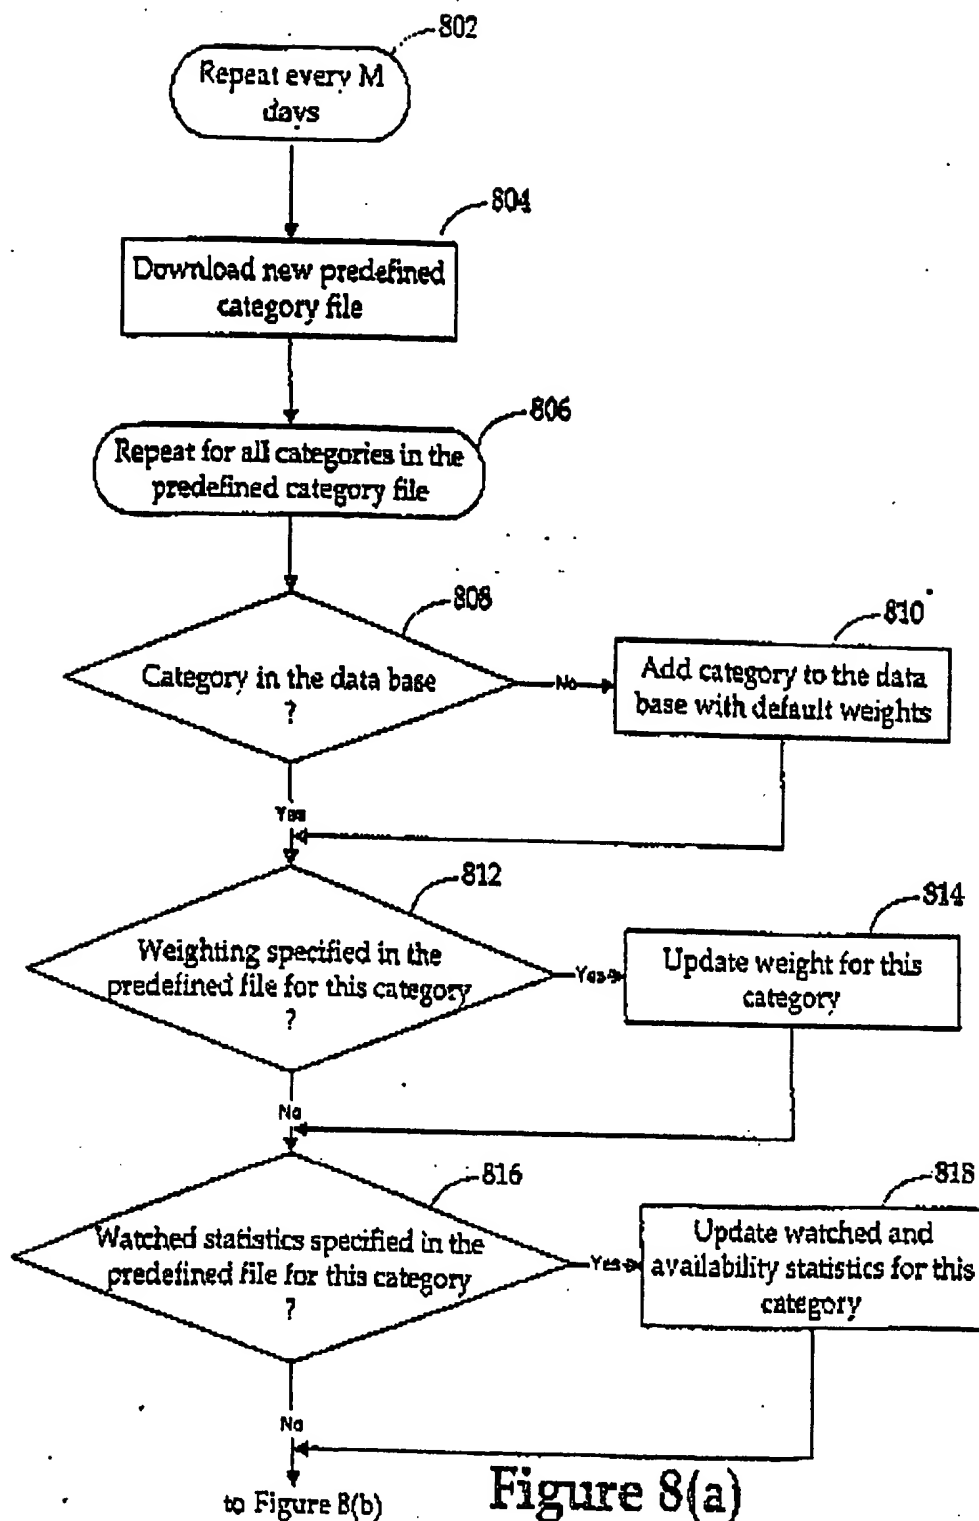 802
Repeat every M
days
804
Download new predefined
category file
806
Repeat for all categories in the
predefined category file
808
Category in the data base
?
No
810
Add category to the data
base with default weights
Yes
812
Weighting specified in the
predefined file for this category
?
Yes
814
Update weight for this
category
No
816
Watched statistics specified in the
predefined file for this category
?
Yes
818
Update watched and
availability statistics for this
category
No
to Figure 8(b)
Figure 8(a)